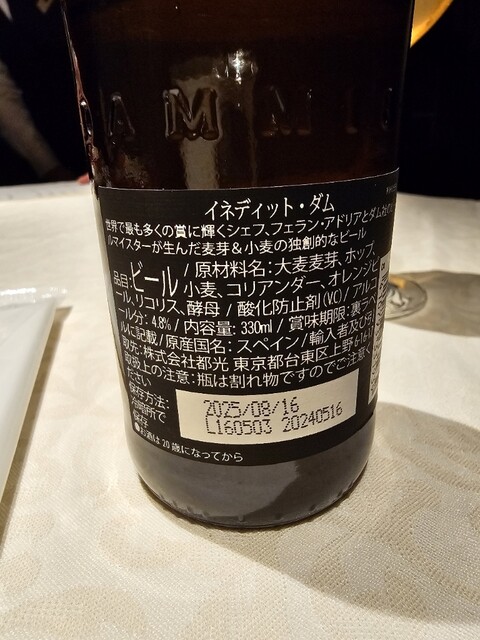 DAMM
イネディット・ダム
世界で最も多くの賞に輝くシェフ、フェラン・アドリアとダム社の
ルマイスターが生んだ麦芽&小麦の独創的なビール
品目:ビール / 原材料名:大麦麦芽、ホップ、
小麦、コリアンダー、オレンジピ
ール、リコリス、酵母 / 酸化防止剤(VC) / アルコ
ール分: 4.8% / 内容量: 330ml / 賞味期限:裏ラベ
ルに記載 / 原産国名:スペイン / 輸入者及び引
取先:株式会社都光 東京都台東区上野
取扱上の注意:瓶は割れ物ですのでご注意く
ださい
保存方法:
冷暗所で
保存
●お酒は20歳になってから
2025/08/16
L160503 20240516